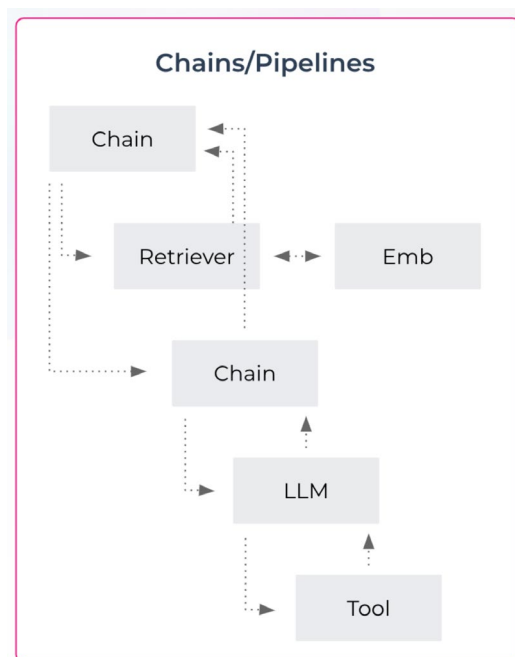 Chains/Pipelines
Chain
Retriever
Emb
Chain
LLM
Tool